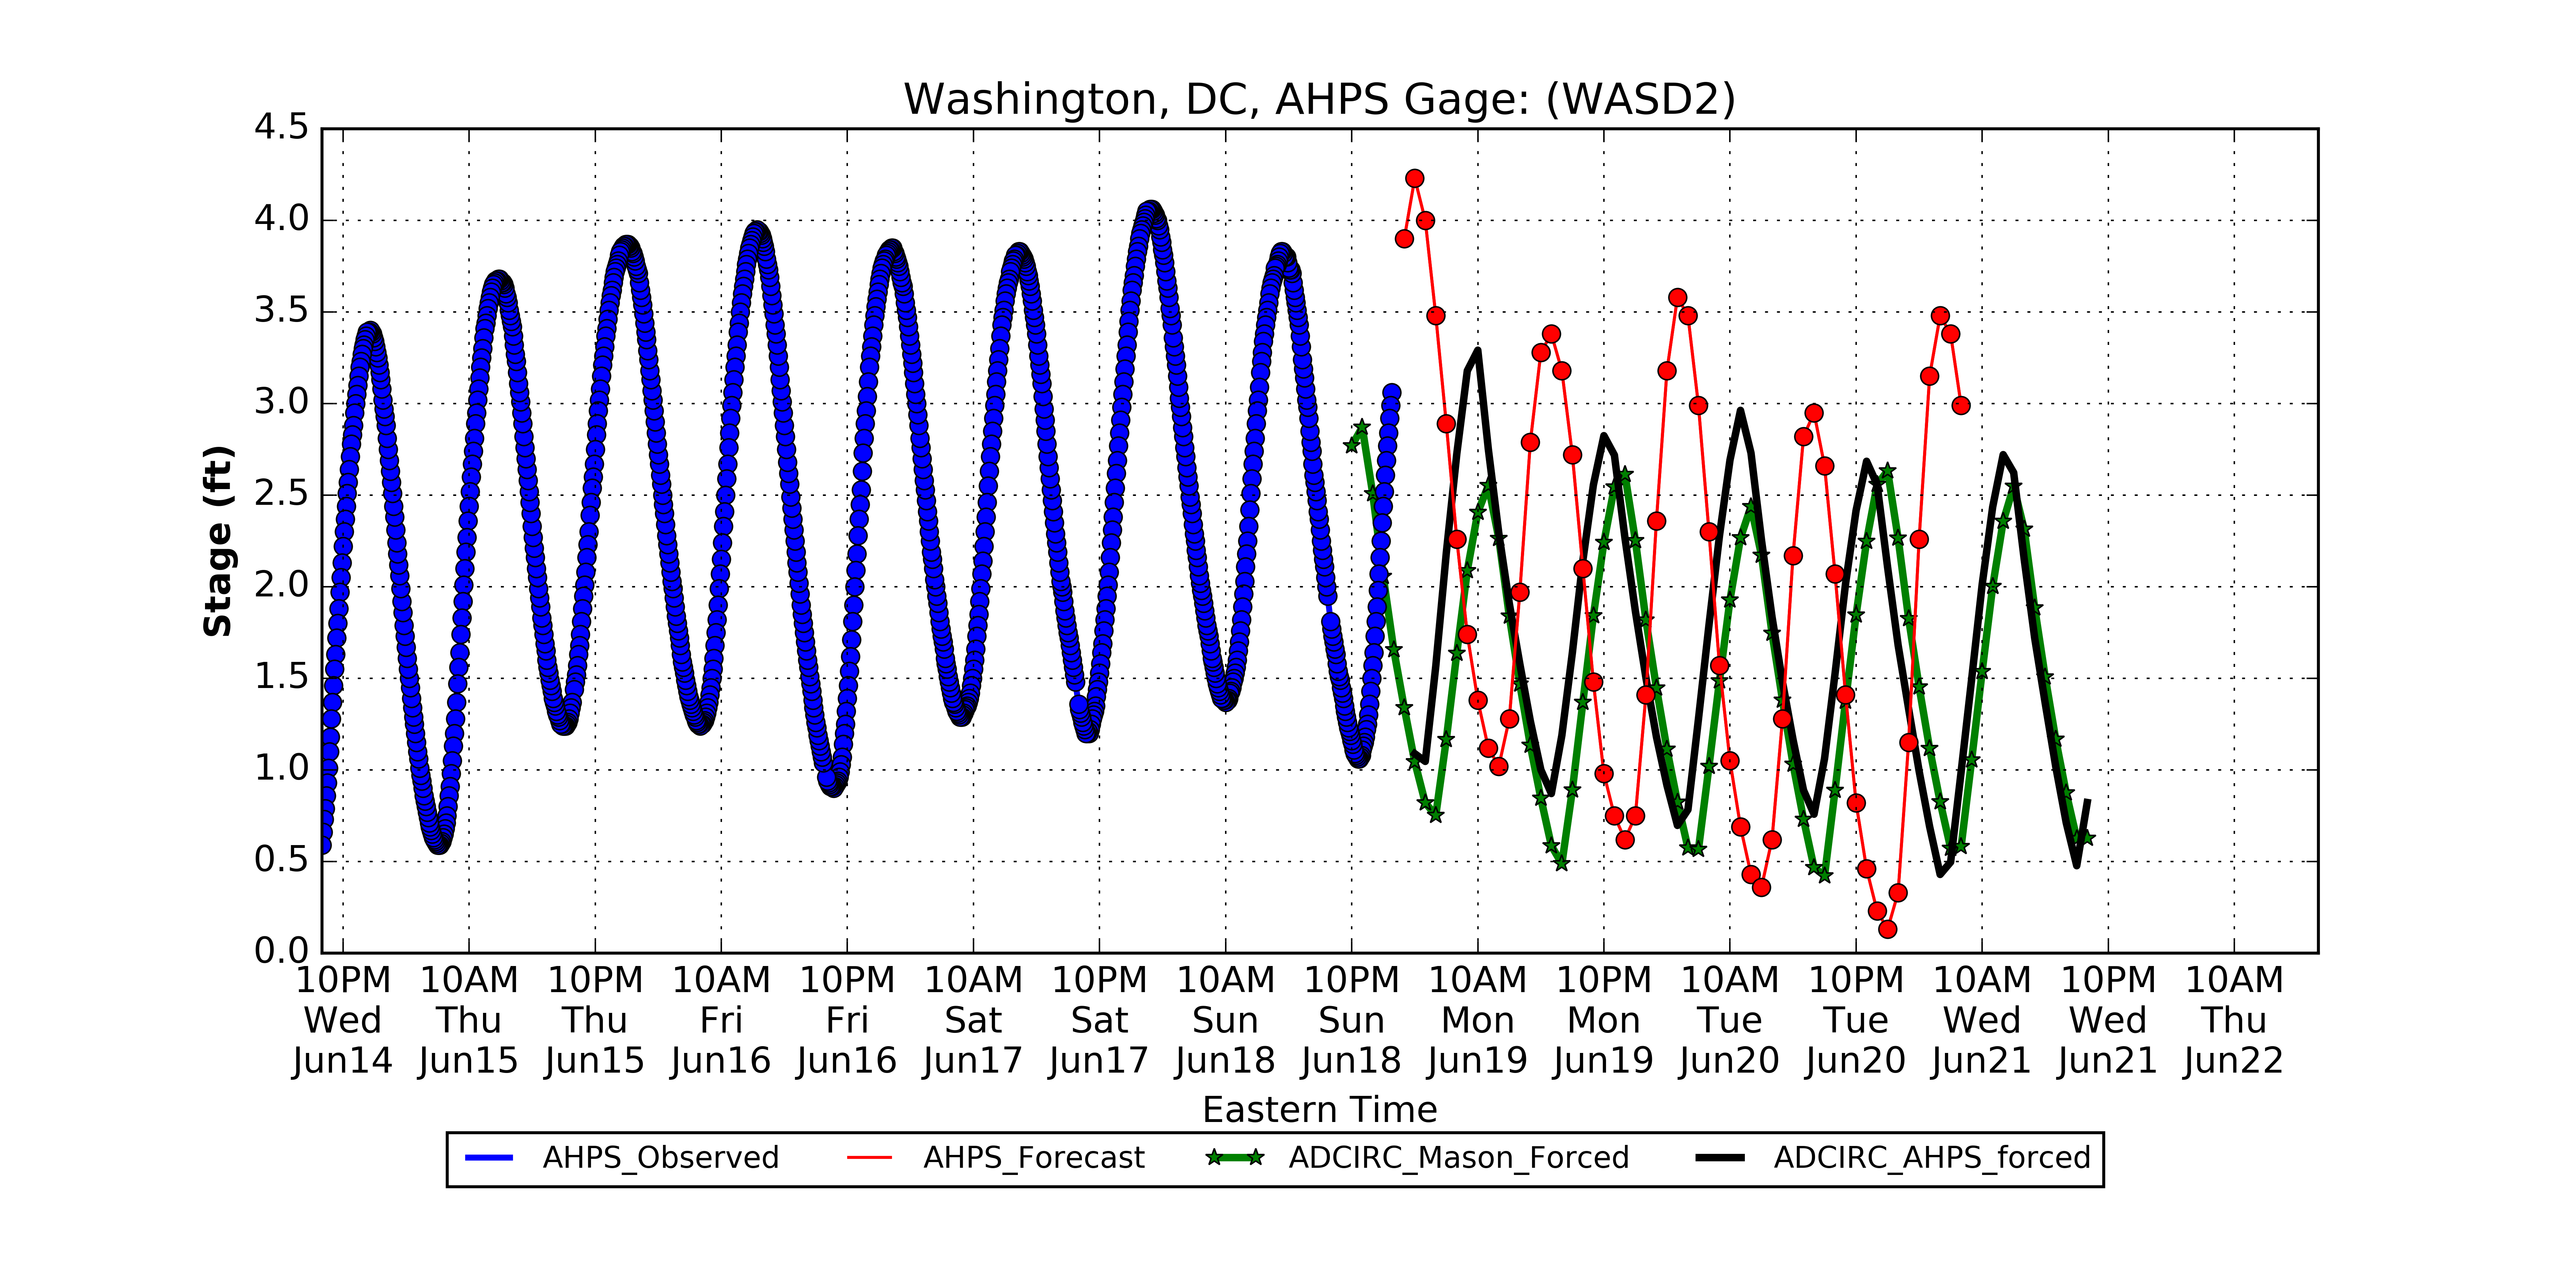 Washington, DC, AHPS Gage: (WASD2)
4.5
4.0
3.5
3.0
2.5
2.0
1.5
1.0
0.5
0.0
Stage (ft)
10PM 10AM 10PM 10AM 10PM 10AM 10PM 10AM 10PM 10AM 10PM 10AM 10PM 10AM 10PM 10AM
Wed Thu Thu Fri Fri Sat Sat Sun Sun Mon Mon Tue Tue Wed Wed Thu
Jun14 Jun15 Jun15 Jun16 Jun16 Jun17 Jun17 Jun18 Jun18 Jun19 Jun19 Jun20 Jun20 Jun21 Jun21 Jun22
Eastern Time
AHPS_Observed AHPS_Forecast ADCIRC_Mason_Forced ADCIRC_AHPS_forced